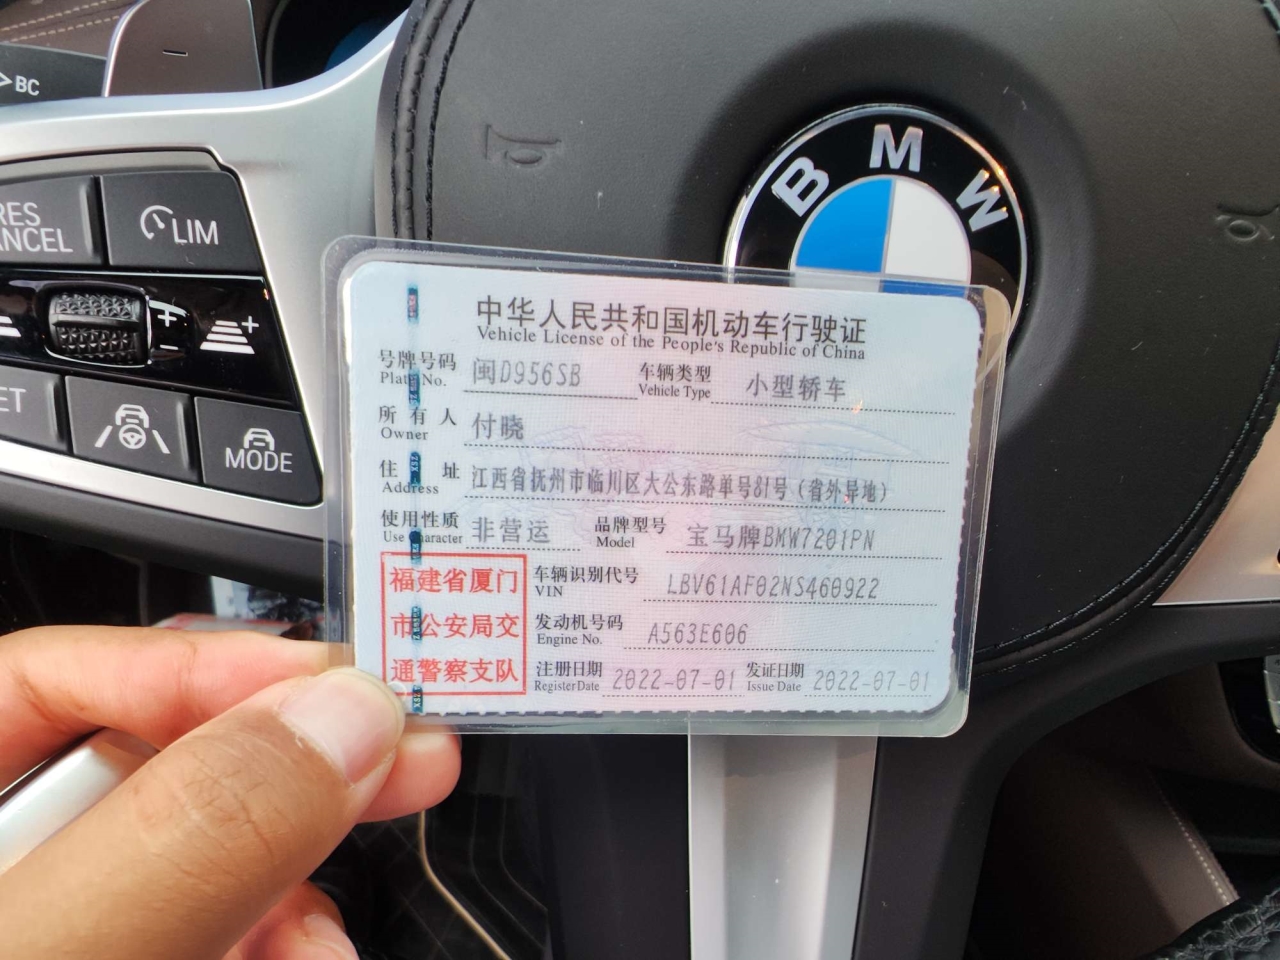 BC
RES
CANCEL
LIM
+
−
+
ET
MODE
BMW
中华人民共和国机动车行驶证
Vehicle License of the People's Republic of China
号牌号码 闽D956SB 车辆类型 小型轿车
Plate No. Vehicle Type
所有人 付晓
Owner
住址 江西省抚州市临川区大公东路单号81号（省外异地）
Address
使用性质 非营运 品牌型号 宝马牌BMW7201PN
Use Character Model
福建省厦门
市公安局交
通警察支队
车辆识别代号 LBV61AF02NS460922
VIN
发动机号码 A563E606
Engine No.
注册日期 2022-07-01 发证日期 2022-07-01
Register Date Issue Date